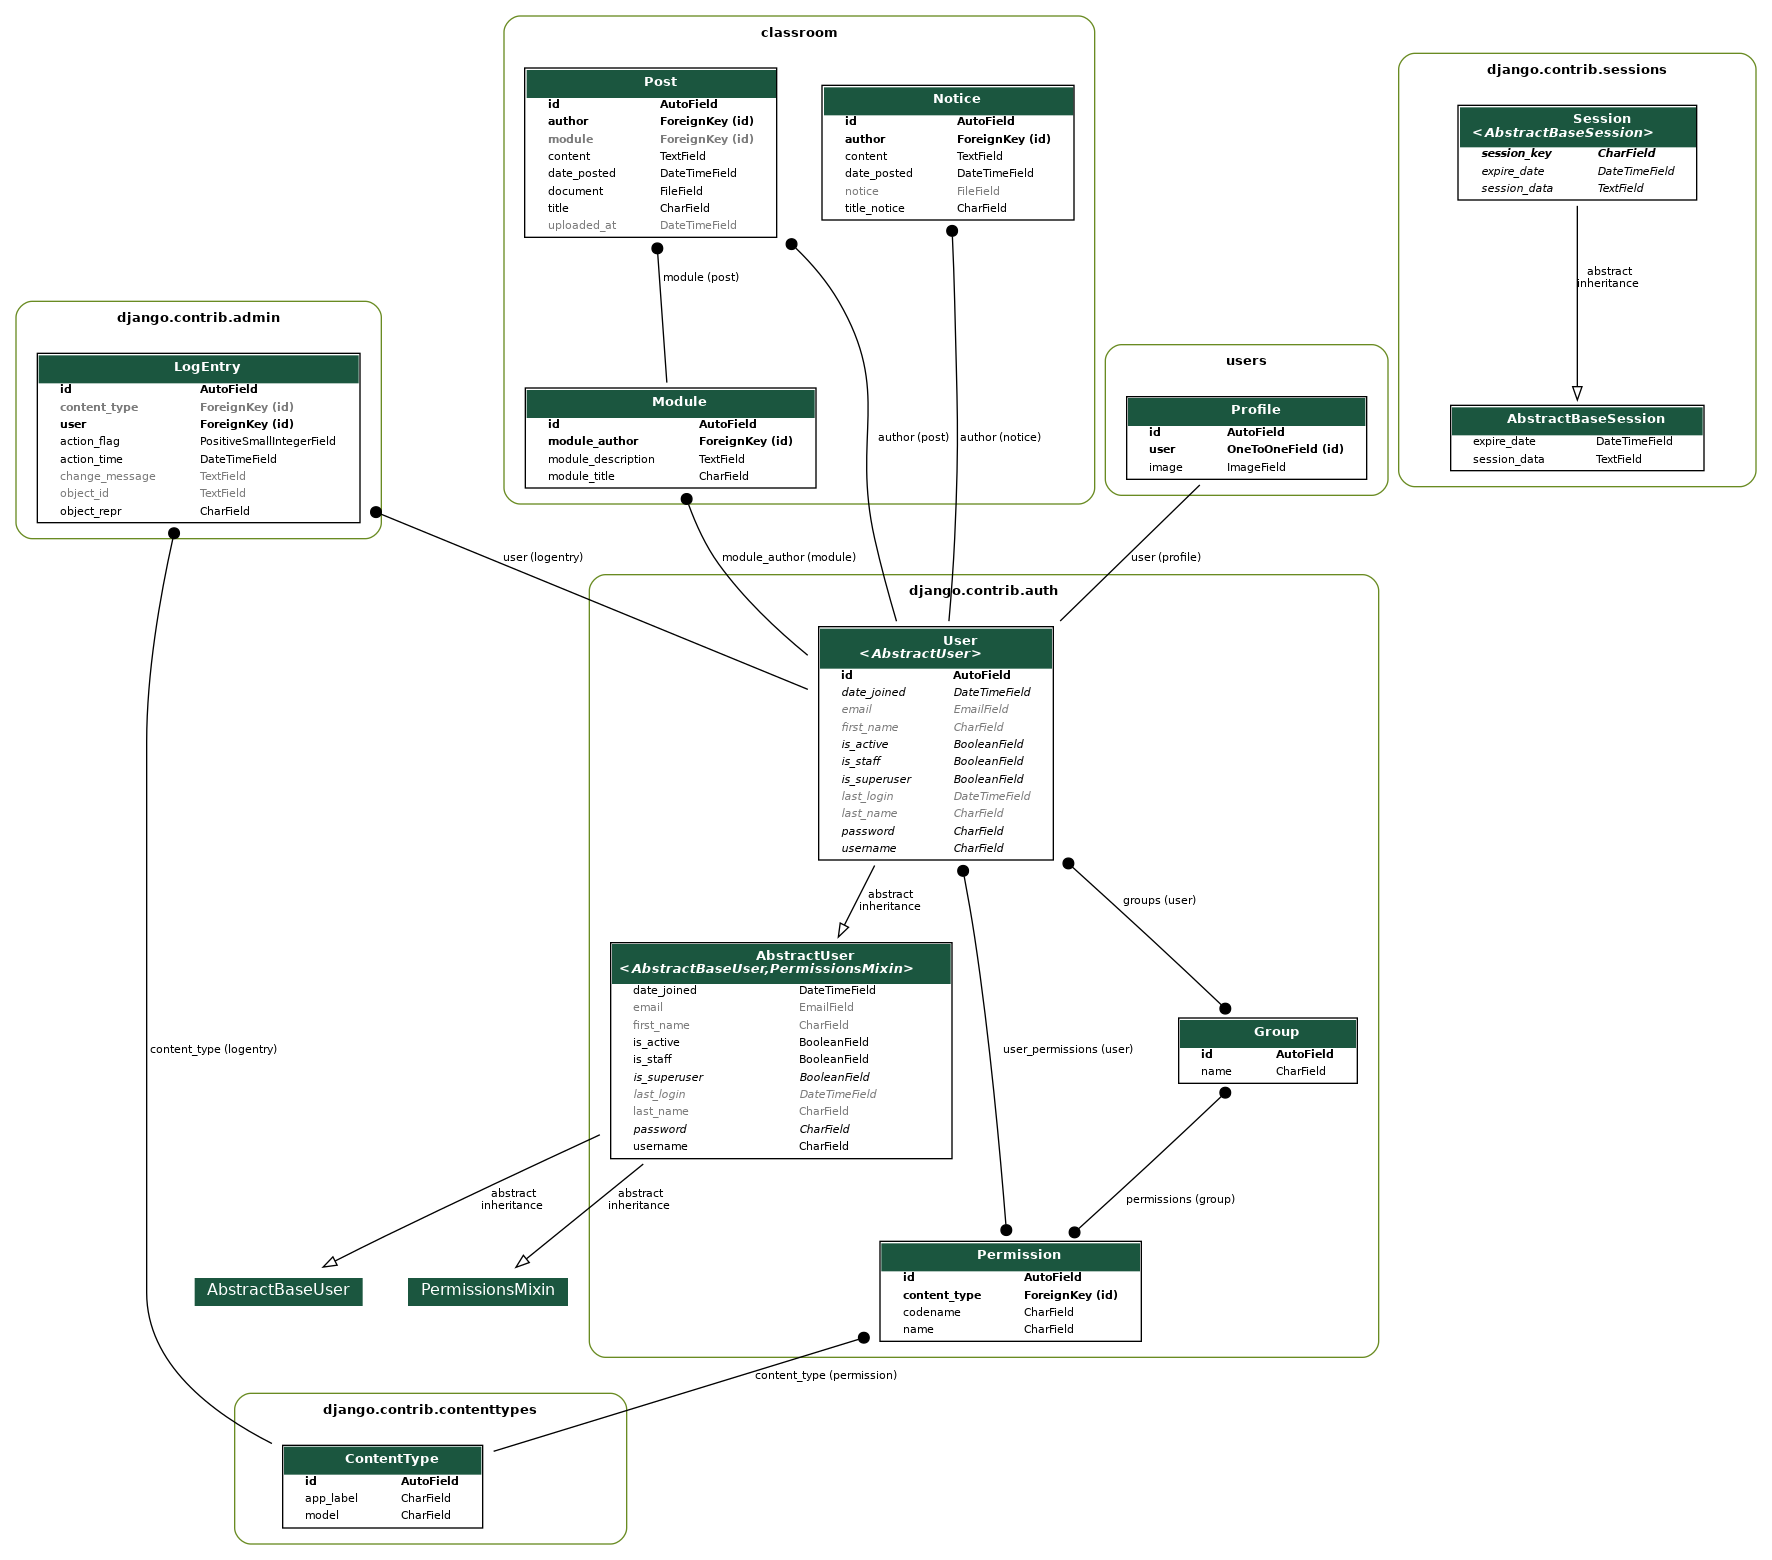 classroom
Post
id AutoField
author ForeignKey (id)
module ForeignKey (id)
content TextField
date_posted DateTimeField
document FileField
title CharField
uploaded_at DateTimeField
Notice
id AutoField
author ForeignKey (id)
content TextField
date_posted DateTimeField
notice FileField
title_notice CharField
module (post)
Module
id AutoField
module_author ForeignKey (id)
module_description TextField
module_title CharField
author (post)
author (notice)
django.contrib.sessions
Session
<AbstractBaseSession>
session_key CharField
expire_date DateTimeField
session_data TextField
abstract
inheritance
AbstractBaseSession
expire_date DateTimeField
session_data TextField
django.contrib.admin
LogEntry
id AutoField
content_type ForeignKey (id)
user ForeignKey (id)
action_flag PositiveSmallIntegerField
action_time DateTimeField
change_message TextField
object_id TextField
object_repr CharField
users
Profile
id AutoField
user OneToOneField (id)
image ImageField
user (logentry)
module_author (module)
user (profile)
django.contrib.auth
User
<AbstractUser>
id AutoField
date_joined DateTimeField
email EmailField
first_name CharField
is_active BooleanField
is_staff BooleanField
is_superuser BooleanField
last_login DateTimeField
last_name CharField
password CharField
username CharField
abstract
inheritance
groups (user)
AbstractUser
<AbstractBaseUser,PermissionsMixin>
date_joined DateTimeField
email EmailField
first_name CharField
is_active BooleanField
is_staff BooleanField
is_superuser BooleanField
last_login DateTimeField
last_name CharField
password CharField
username CharField
user_permissions (user)
Group
id AutoField
name CharField
content_type (logentry)
abstract
inheritance
abstract
inheritance
permissions (group)
AbstractBaseUser
PermissionsMixin
Permission
id AutoField
content_type ForeignKey (id)
codename CharField
name CharField
content_type (permission)
django.contrib.contenttypes
ContentType
id AutoField
app_label CharField
model CharField